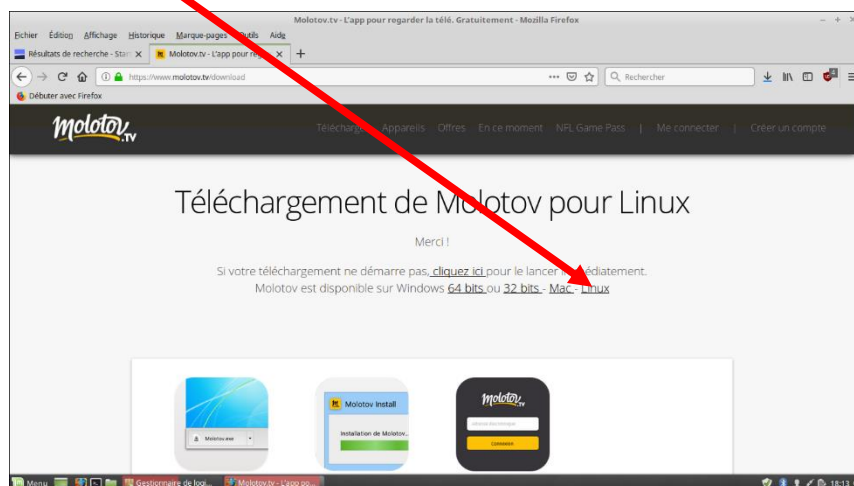 Molotov.tv - L'app pour regarder la télé. Gratuitement - Mozilla Firefox
Fichier Édition Affichage Historique Marque-pages Outils Aide
Résultats de recherche - Star X Molotov.tv - L'app pour reg X +
https://www.molotov.tv/download
Rechercher
Débuter avec Firefox
molotov.tv
Télécharger Appareils Offres En ce moment NFL Game Pass | Me connecter | Créer un compte
Téléchargement de Molotov pour Linux
Merci !
Si votre téléchargement ne démarre pas, cliquez ici pour le lancer immédiatement.
Molotov est disponible sur Windows 64 bits ou 32 bits - Mac - Linux
Molotov.exe
Molotov Install
Installation de Molotov...
molotov.tv
Menu Gestionnaire de logi... Molotov.tv - L'app po... 18:13